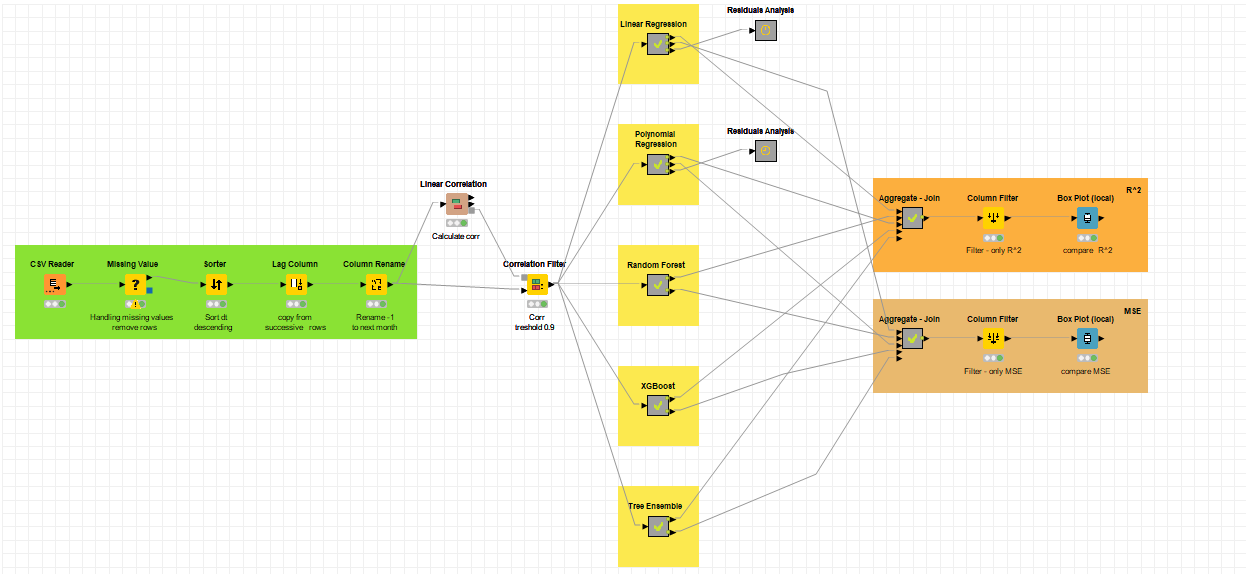 Linear Regression
Residuals Analysis
Polynomial
Regression
Residuals Analysis
Linear Correlation
Calculate corr
R^2
Aggregate - Join
Column Filter
Box Plot (local)
Filter - only R^2
compare R^2
CSV Reader
Missing Value
Sorter
Lag Column
Column Rename
Correlation Filter
Random Forest
?
Handling missing values
remove rows
Sort dt
descending
copy from
successive rows
Rename -1
to next month
Corr
treshold 0.9
MSE
Aggregate - Join
Column Filter
Box Plot (local)
Filter - only MSE
compare MSE
XGBoost
Tree Ensemble